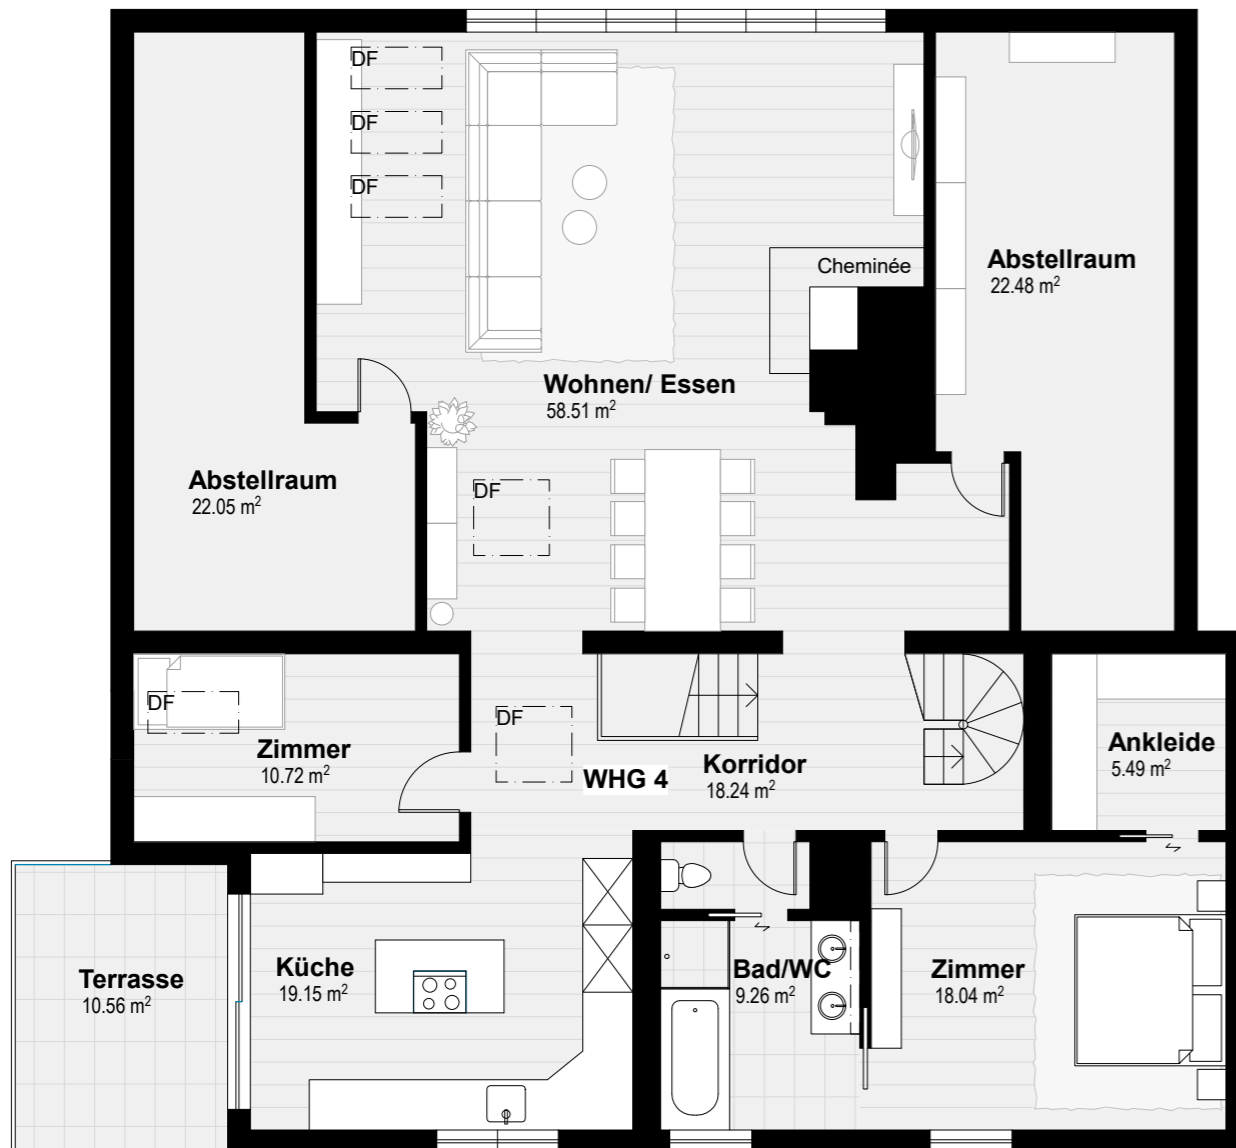 DF
DF
DF
Cheminée
Abstellraum
22.48 m²
Wohnen/ Essen
58.51 m²
Abstellraum
22.05 m²
DF
DF
Zimmer
10.72 m²
DF
WHG 4
Korridor
18.24 m²
Ankleide
5.49 m²
Terrasse
10.56 m²
Küche
19.15 m²
Bad/WC
9.26 m²
Zimmer
18.04 m²